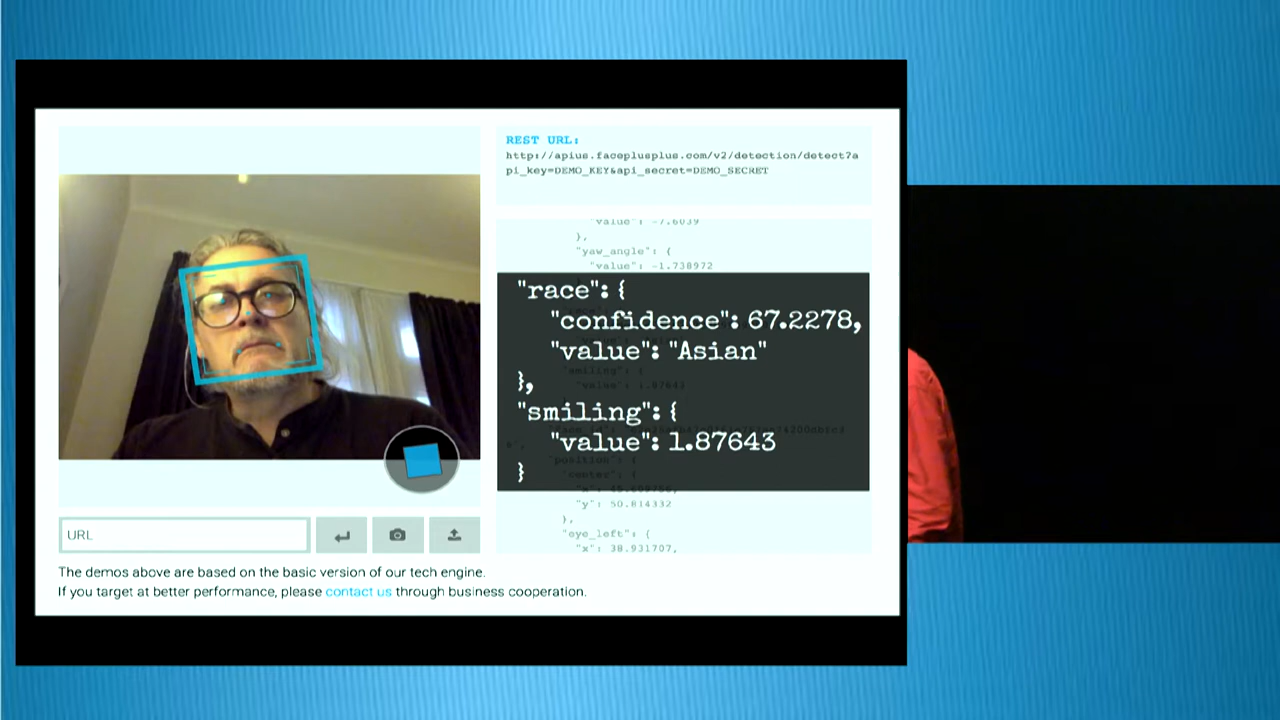 REST URL:
http://apius.faceplusplus.com/v2/detection/detect?a
pi_key=DEMO_KEY&api_secret=DEMO_SECRET
"value": -7.6039
},
"yaw_angle": {
"value": -1.738972
"race": {
"confidence": 67.2278,
"value": "Asian"
},
"smiling": {
"value": 1.87643
}
"y": 50.814332
},
"eye_left": {
"x": 38.931707,
URL
The demos above are based on the basic version of our tech engine.
If you target at better performance, please contact us through business cooperation.